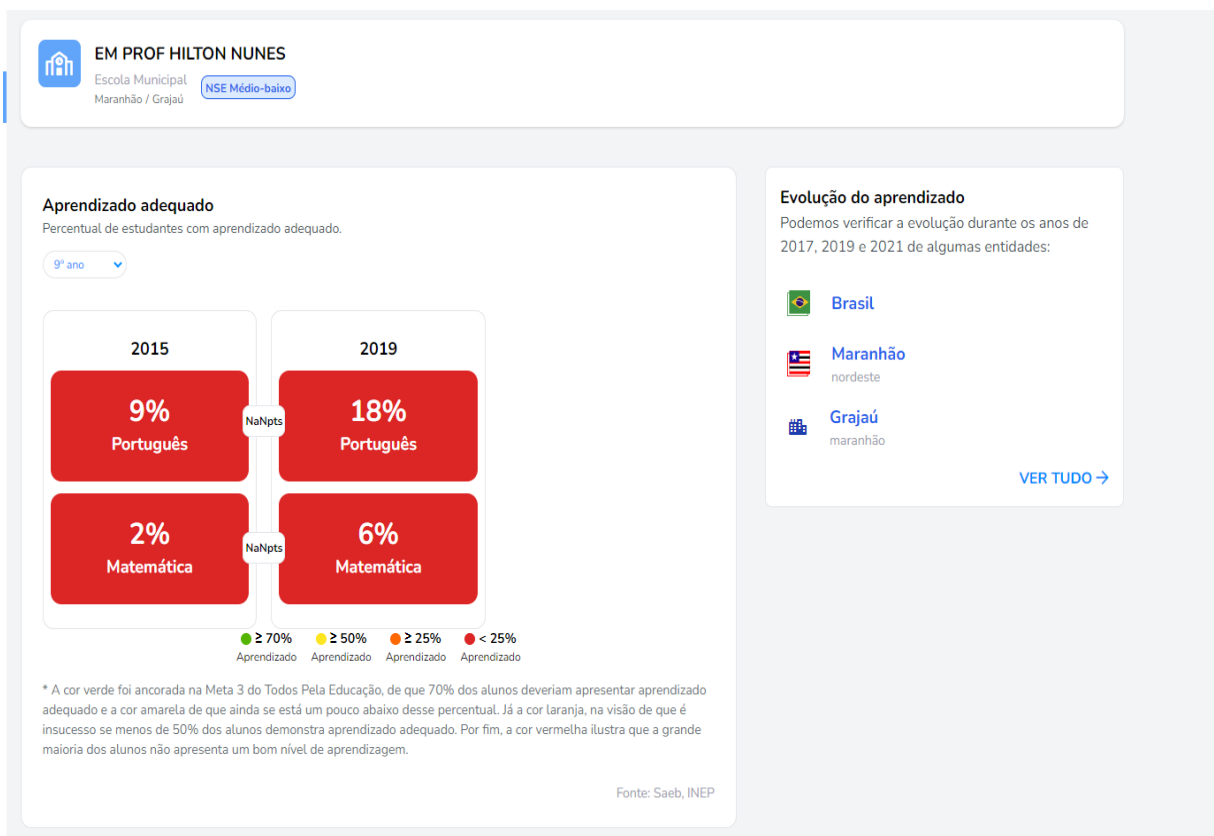 EM PROF HILTON NUNES
Escola Municipal
Maranhão / Grajaú
NSE Médio-baixo
Aprendizado adequado
Percentual de estudantes com aprendizado adequado.
9º ano
2015
2019
9%
Português
NaNpts
18%
Português
2%
Matemática
NaNpts
6%
Matemática
≥ 70%
Aprendizado
≥ 50%
Aprendizado
≥ 25%
Aprendizado
< 25%
Aprendizado
* A cor verde foi ancorada na Meta 3 do Todos Pela Educação, de que 70% dos alunos deveriam apresentar aprendizado
adequado e a cor amarela de que ainda se está um pouco abaixo desse percentual. Já a cor laranja, na visão de que é
insucesso se menos de 50% dos alunos demonstra aprendizado adequado. Por fim, a cor vermelha ilustra que a grande
maioria dos alunos não apresenta um bom nível de aprendizagem.
Fonte: Saeb, INEP
Evolução do aprendizado
Podemos verificar a evolução durante os anos de
2017, 2019 e 2021 de algumas entidades:
Brasil
Maranhão
nordeste
Grajaú
maranhão
VER TUDO →